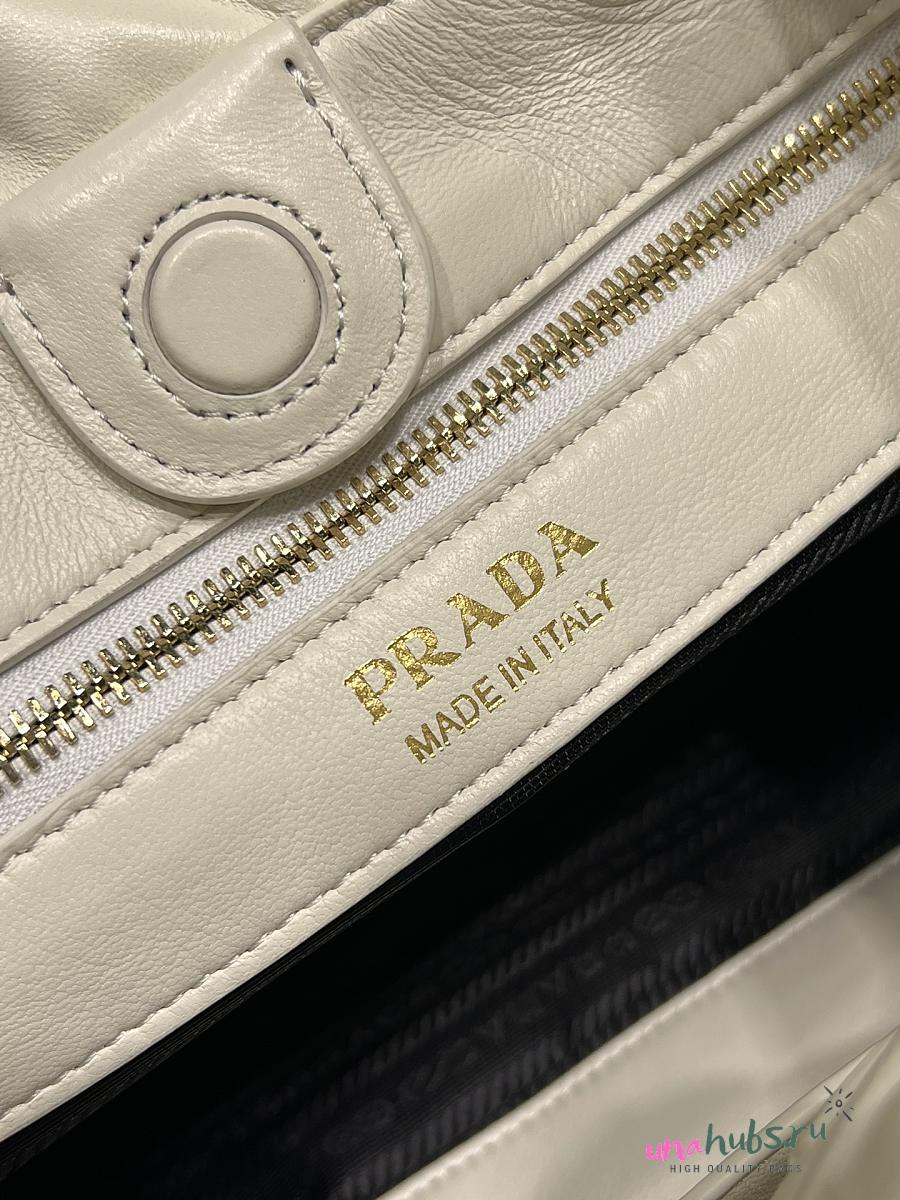 PRADA
MADE IN ITALY
unahubs.ru
HIGH QUALITY BAGS